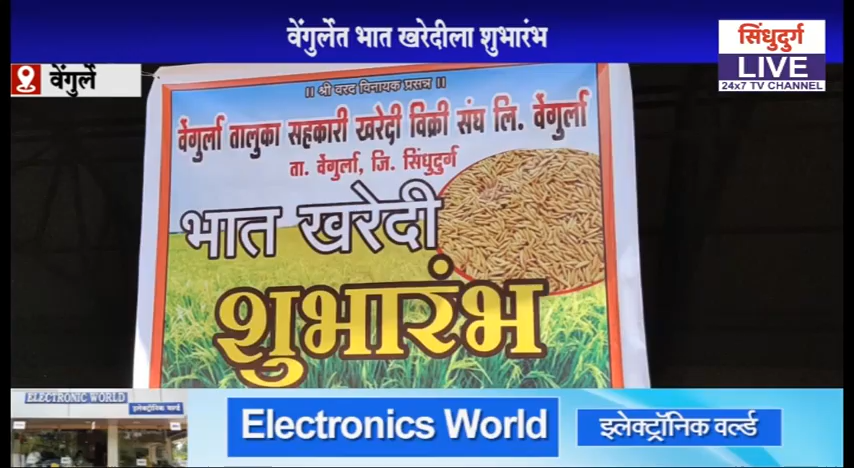 वेंगुर्लेत भात खरेदीला शुभारंभ
सिंधुदुर्ग
LIVE
24x7 TV CHANNEL
वेंगुर्ले
|| श्री वरद विनायक प्रसन्न ||
वेंगुर्ला तालुका सहकारी खरेदी विक्री संघ लि. वेंगुर्ला
ता. वेंगुर्ला, जि. सिंधुदुर्ग
भात खरेदी
शुभारंभ
ELECTRONIC WORLD
इलेक्ट्रॉनिक वर्ल्ड
Electronics World
इलेक्ट्रॉनिक वर्ल्ड